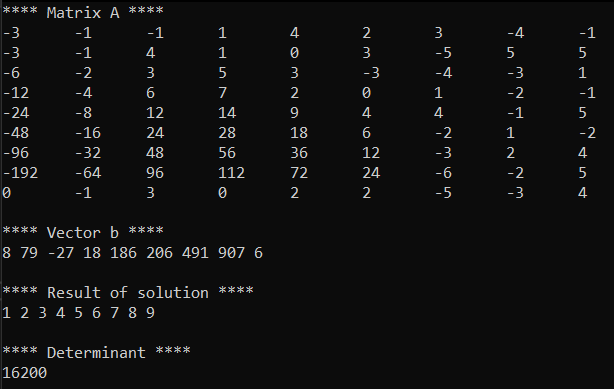 **** Matrix A ****
-3 -1 -1 1 4 2 3 -4 -1
-3 -1 4 1 0 3 -5 5 5
-6 -2 3 5 3 -3 -4 -3 1
-12 -4 6 7 2 0 1 -2 -1
-24 -8 12 14 9 4 4 -1 5
-48 -16 24 28 18 6 -2 1 -2
-96 -32 48 56 36 12 -3 2 4
-192 -64 96 112 72 24 -6 -2 5
0 -1 3 0 2 2 -5 -3 4
**** Vector b ****
8 79 -27 18 186 206 491 907 6
**** Result of solution ****
1 2 3 4 5 6 7 8 9
**** Determinant ****
16200